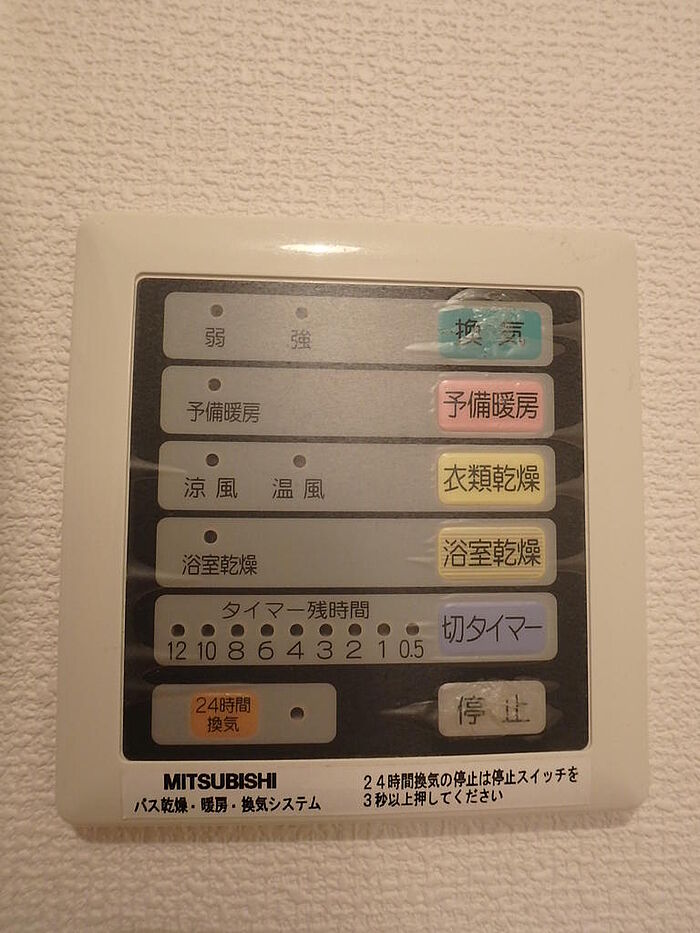 弱 強 換気
予備暖房 予備暖房
涼風 温風 衣類乾燥
浴室乾燥 浴室乾燥
タイマー残時間
12 10 8 6 4 3 2 1 0.5 切タイマー
24時間
換気
停止
MITSUBISHI
バス乾燥・暖房・換気システム
24時間換気の停止は停止スイッチを
3秒以上押してください